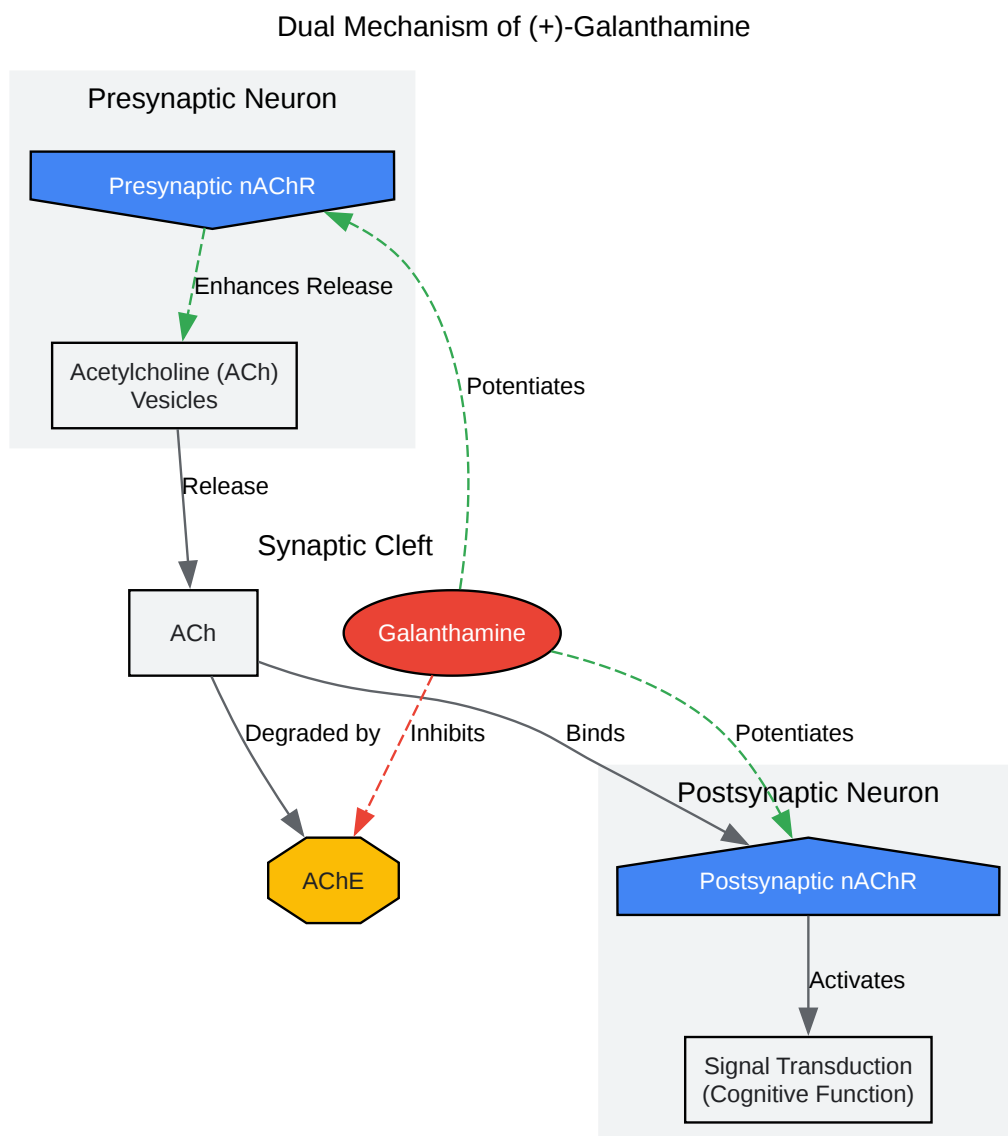 Dual Mechanism of (+)-Galanthamine
Presynaptic Neuron
Presynaptic nAChR
Enhances Release
Acetylcholine (ACh)
Vesicles
Potentiates
Release
Synaptic Cleft
ACh
Galanthamine
Degraded by
Inhibits
Binds
Potentiates
Postsynaptic Neuron
AChE
Postsynaptic nAChR
Activates
Signal Transduction
(Cognitive Function)